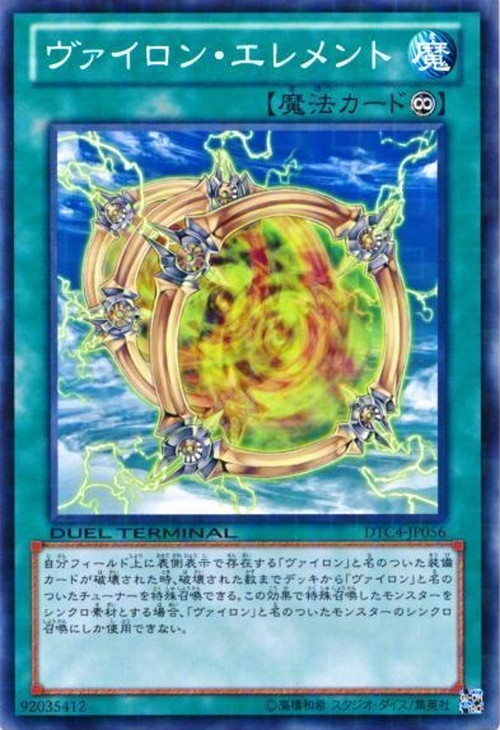 ヴァイロン・エレメント 魔
【魔法カード∞】
DUEL TERMINAL DTC4-JP056
自分フィールド上に表側表示で存在する「ヴァイロン」と名のついた装備
カードが破壊された時、破壊された数までデッキから「ヴァイロン」と名の
ついたチューナーを特殊召喚できる。この効果で特殊召喚したモンスターを
シンクロ素材とする場合、「ヴァイロン」と名のついたモンスターのシンクロ
召喚にしか使用できない。
92035412 ©高橋和希 スタジオ・ダイス/集英社